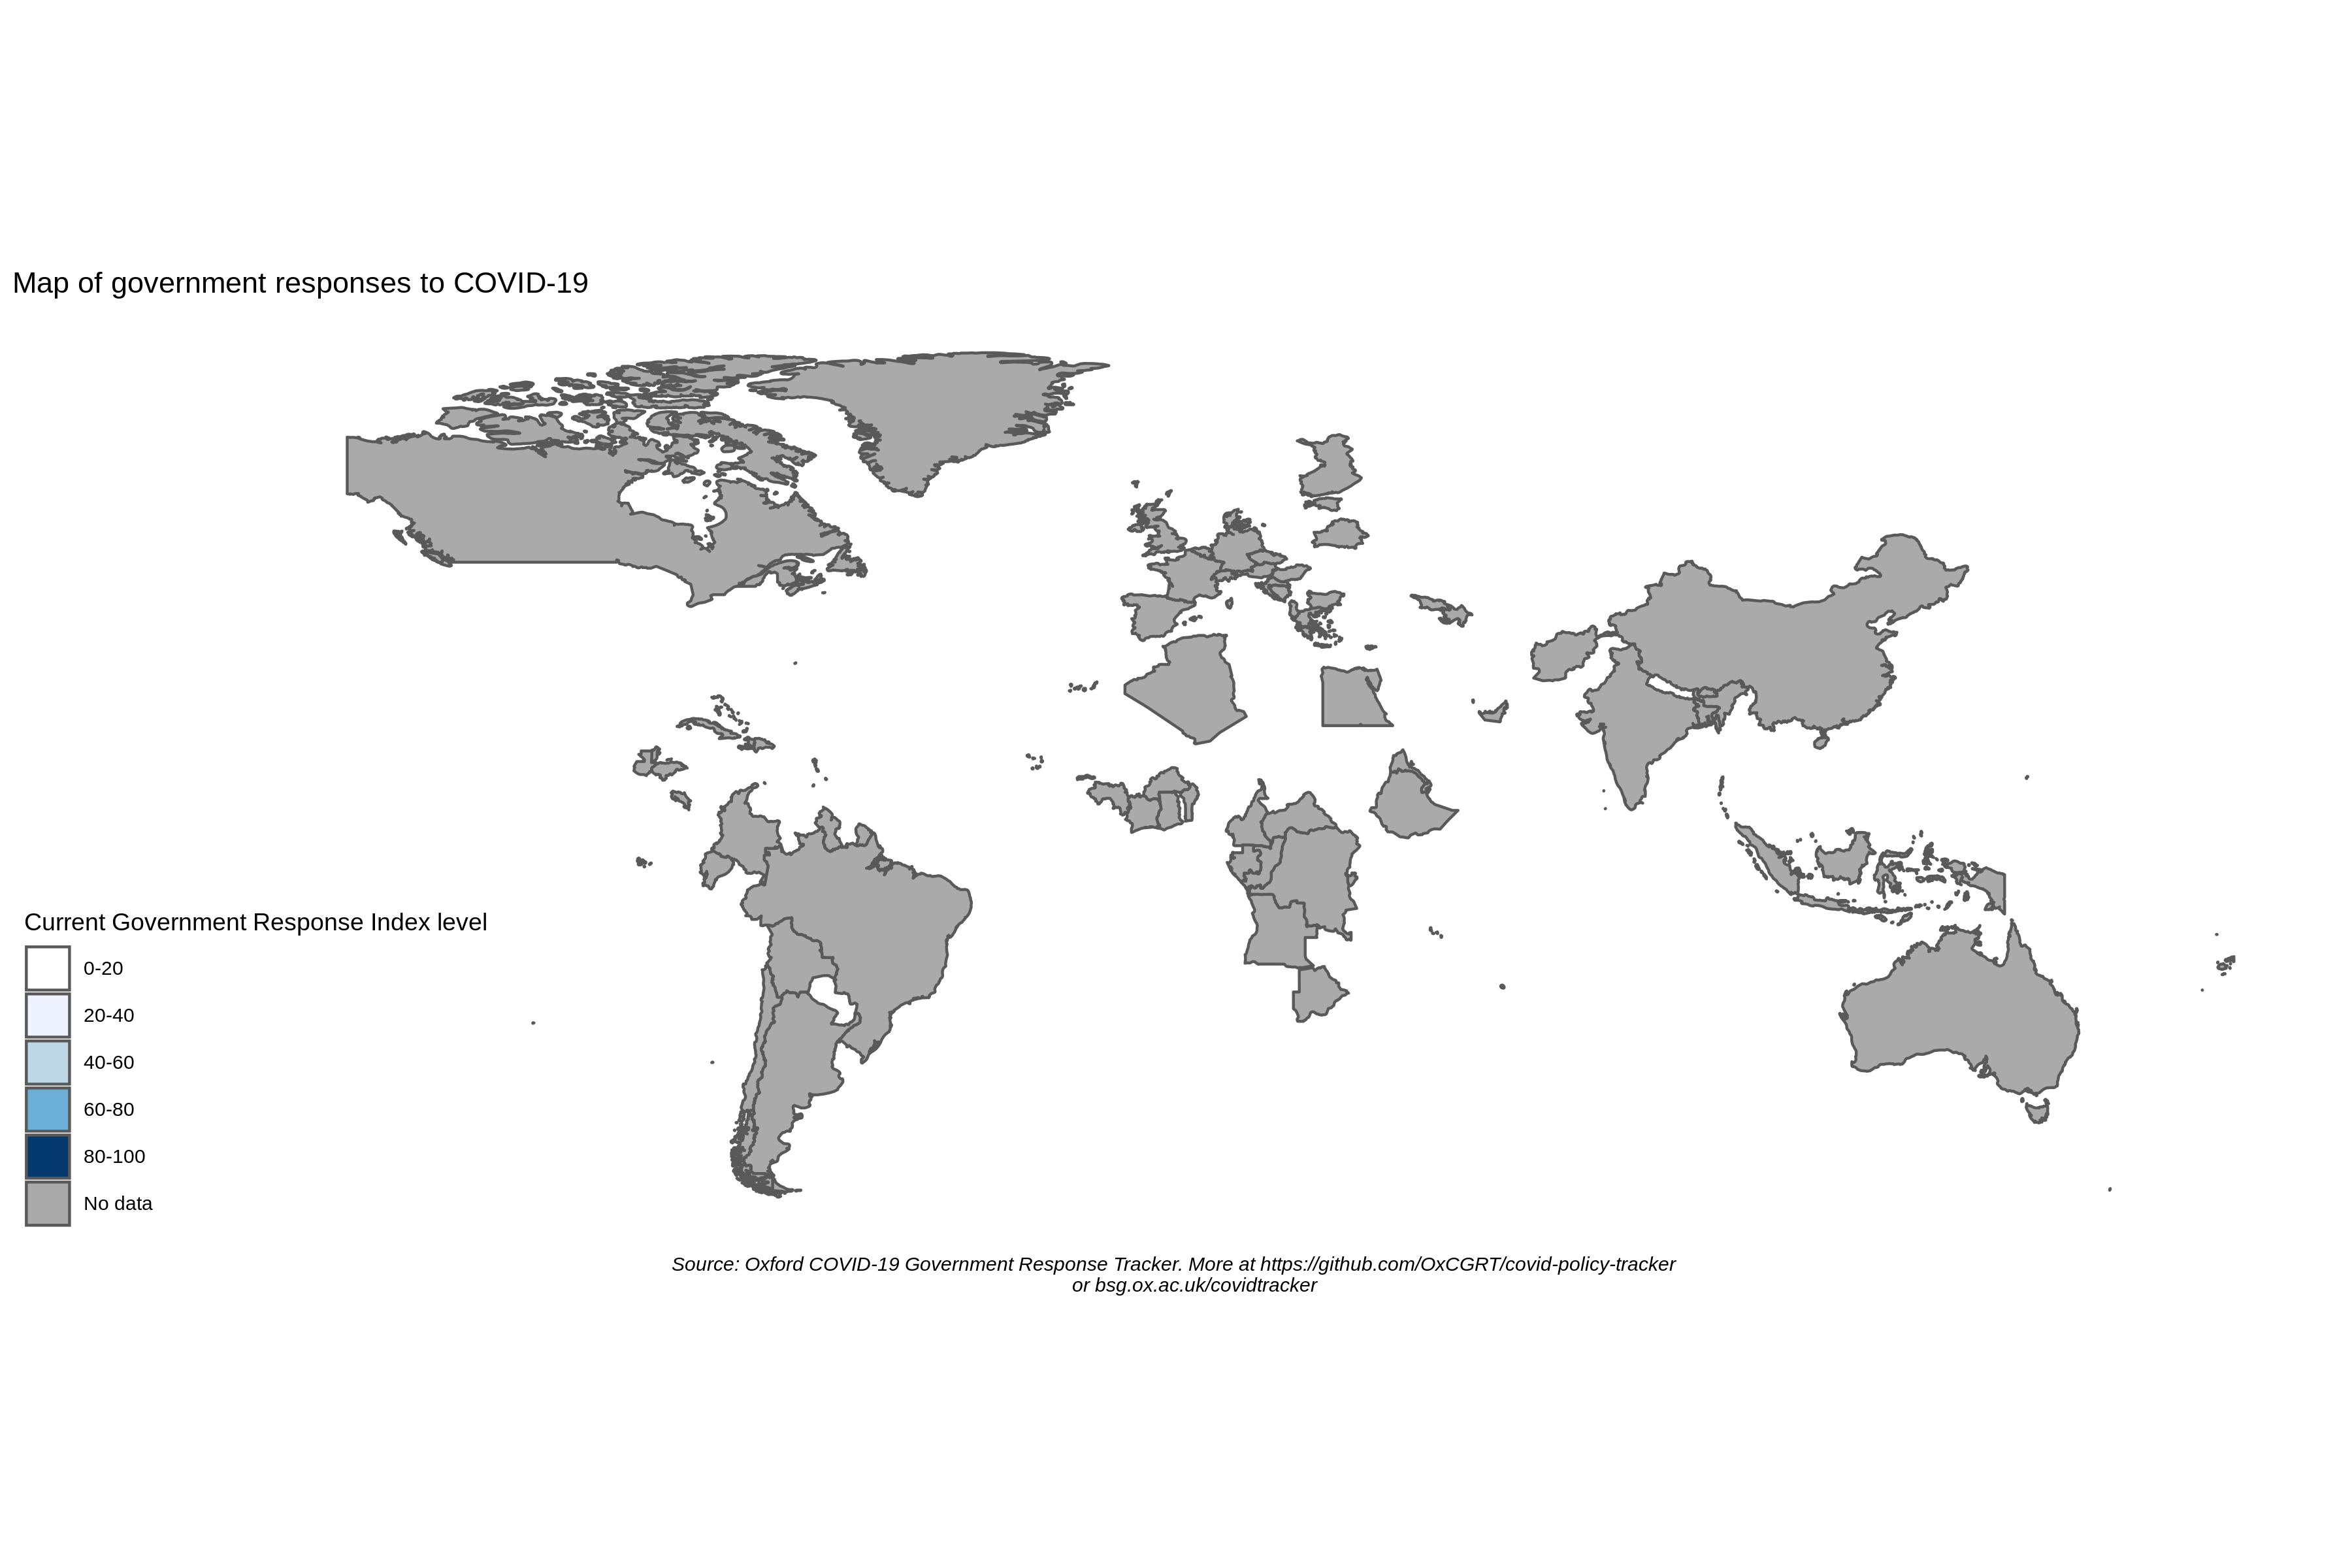 Map of government responses to COVID-19
Current Government Response Index level
0-20
20-40
40-60
60-80
80-100
No data
Source: Oxford COVID-19 Government Response Tracker. More at https://github.com/OxCGRT/covid-policy-tracker
or bsg.ox.ac.uk/covidtracker